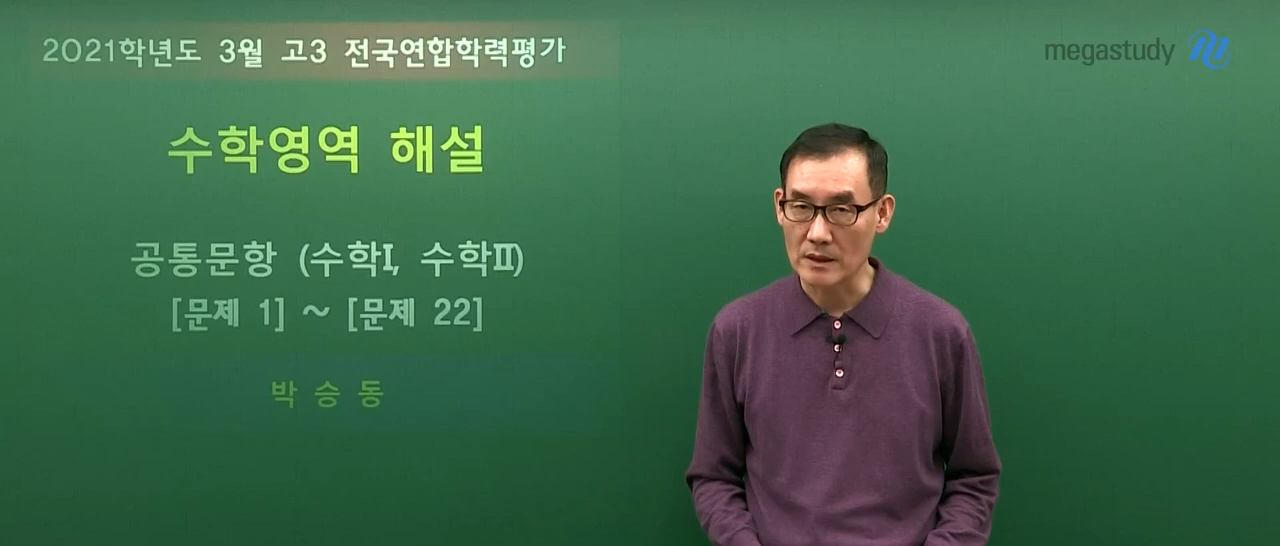 2021학년도 3월 고3 전국연합학력평가
megastudy
수학영역 해설
공통문항 (수학Ⅰ, 수학Ⅱ)
[문제 1] ~ [문제 22]
박 승 동